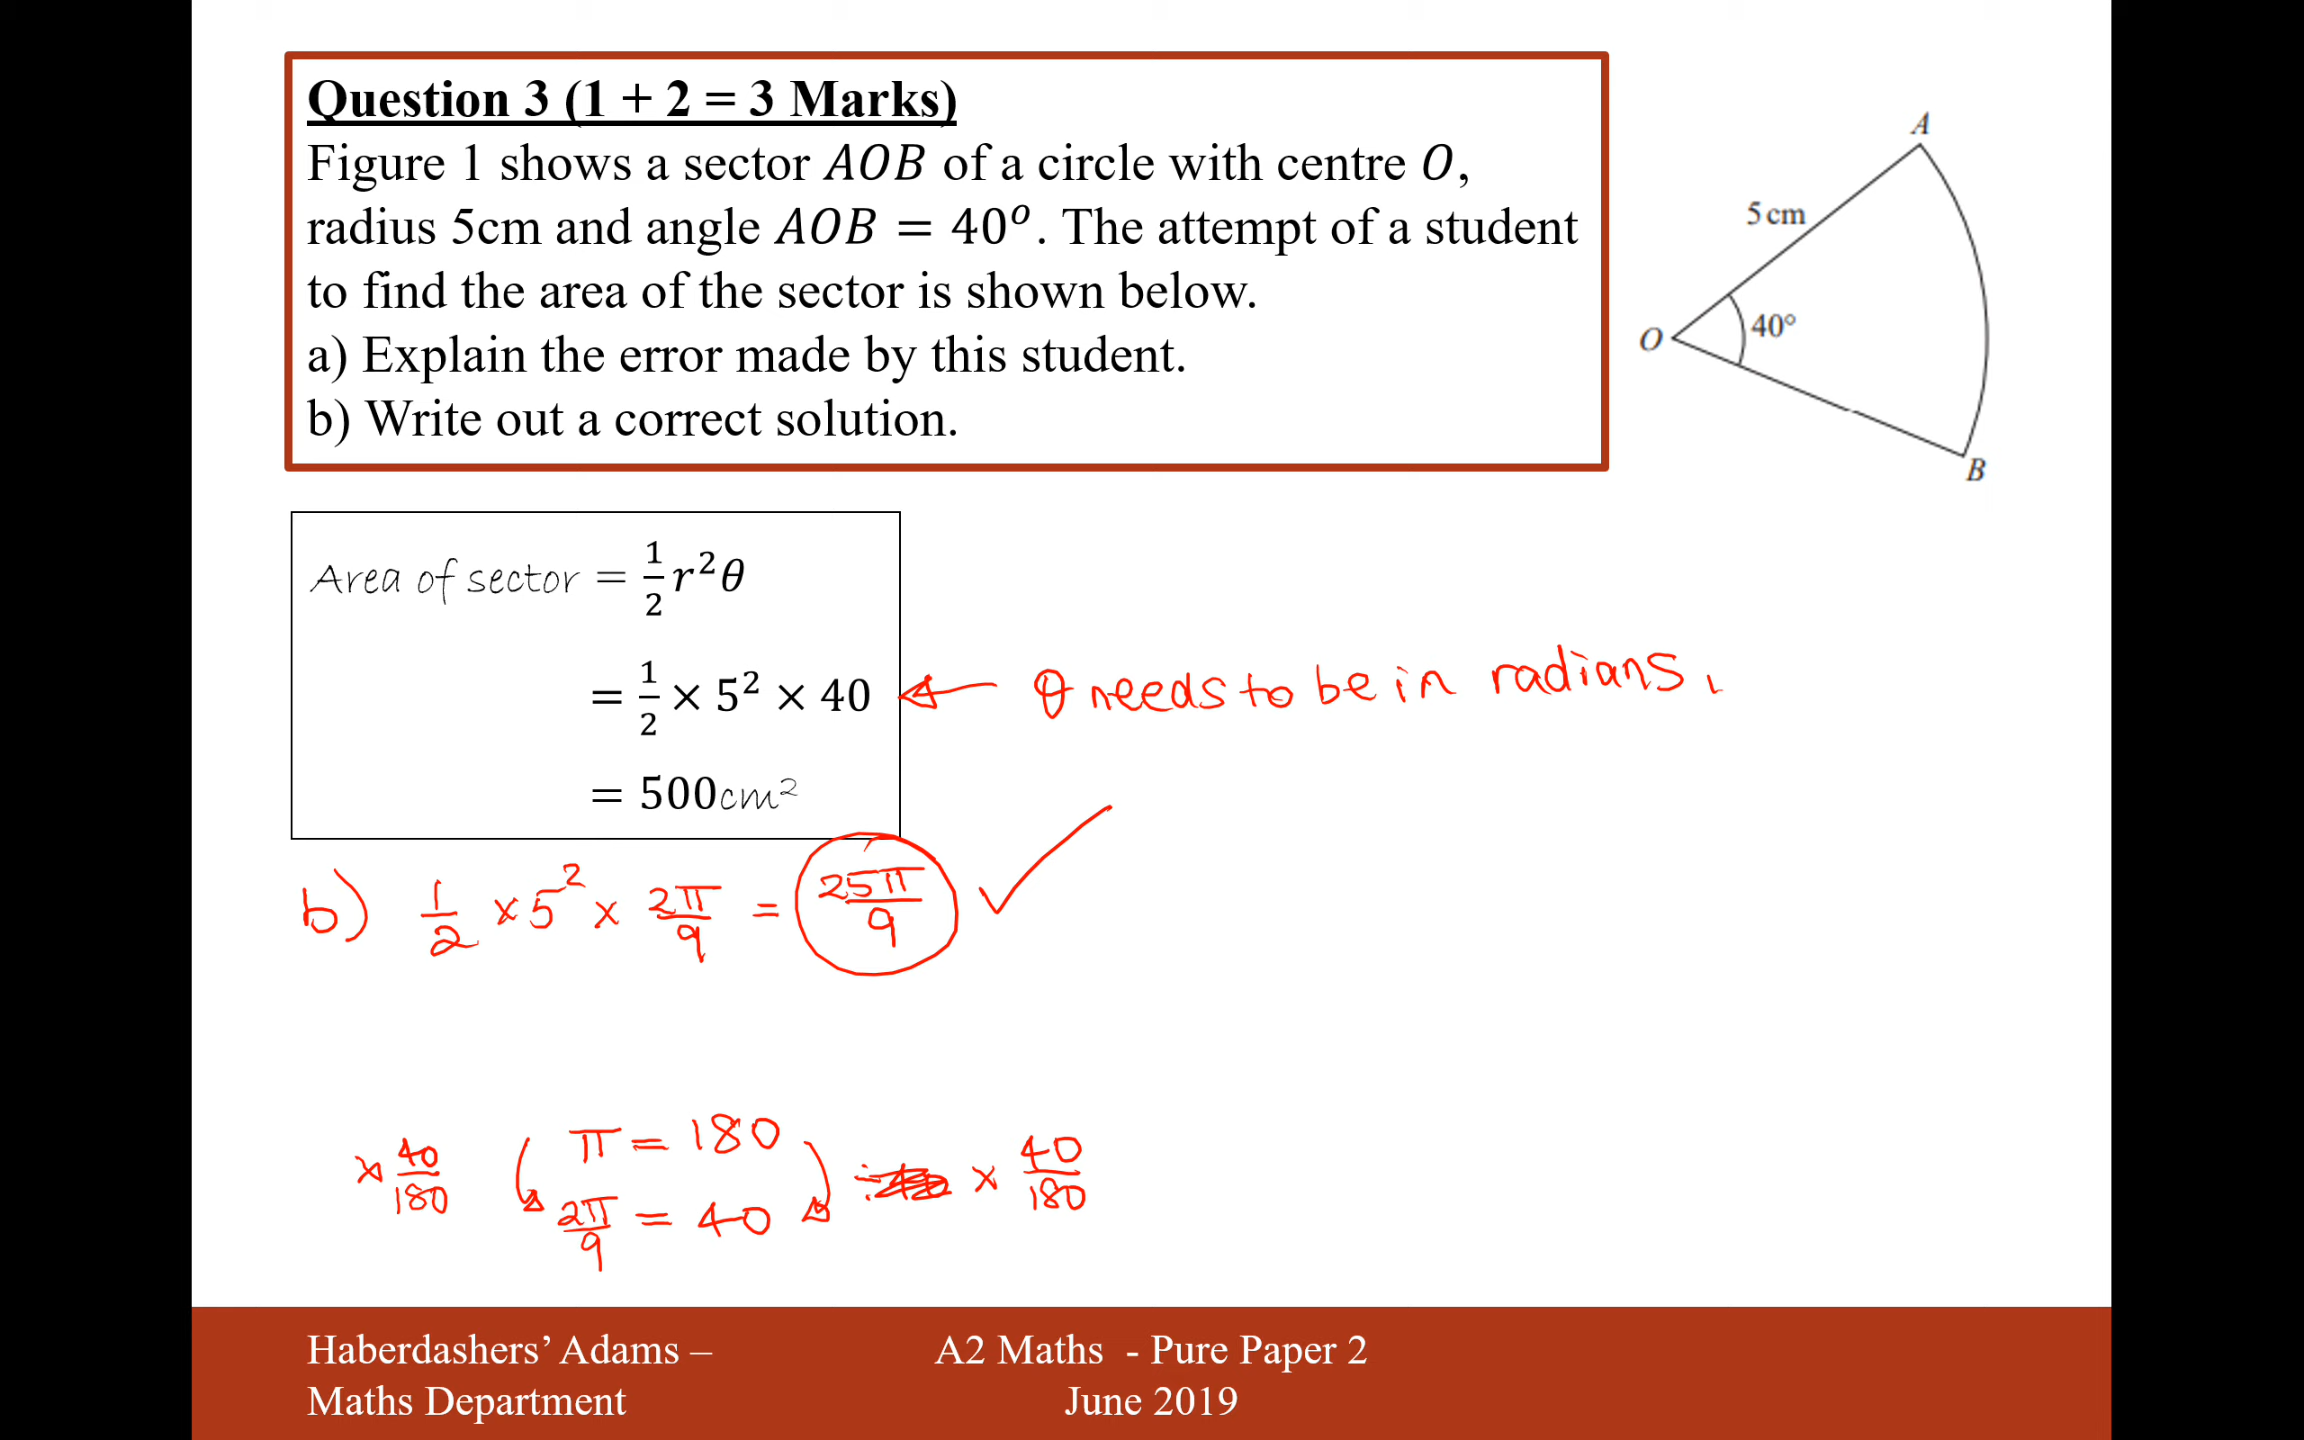 Question 3 (1 + 2 = 3 Marks)
Figure 1 shows a sector AOB of a circle with centre O,
radius 5cm and angle AOB = 40º. The attempt of a student
to find the area of the sector is shown below.
a) Explain the error made by this student.
b) Write out a correct solution.
A
5 cm
O
40°
B
Area of sector = 1/2 r²θ
= 1/2 × 5² × 40
θ needs to be in radians.
= 500cm²
b) 1/2 × 5² × 2π/9 = 25π/9
× 40/180
π = 180
2π/9 = 40
× 40/180
Haberdashers’ Adams –
Maths Department
A2 Maths - Pure Paper 2
June 2019